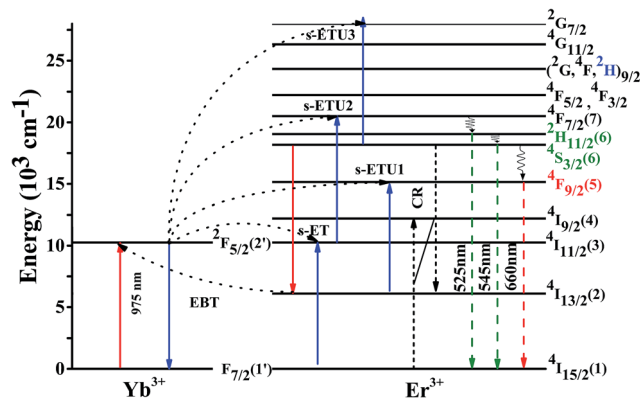 ²G₇/₂
s-ETU3
⁴G₁₁/₂
25
(²G,⁴F,²H)₉/₂
⁴F₅/₂ , ⁴F₃/₂
s-ETU2
20
⁴F₇/₂(7)
²H₁₁/₂(6)
⁴S₃/₂(6)
s-ETU1
15
⁴F₉/₂(5)
CR
⁴I₉/₂(4)
s-ET
10
²F₅/₂(2')
⁴I₁₁/₂(3)
Energy (10³ cm⁻¹)
975 nm
EBT
525nm
545nm
660nm
5
⁴I₁₃/₂(2)
0
F₇/₂(1')
⁴I₁₅/₂(1)
Yb³⁺
Er³⁺